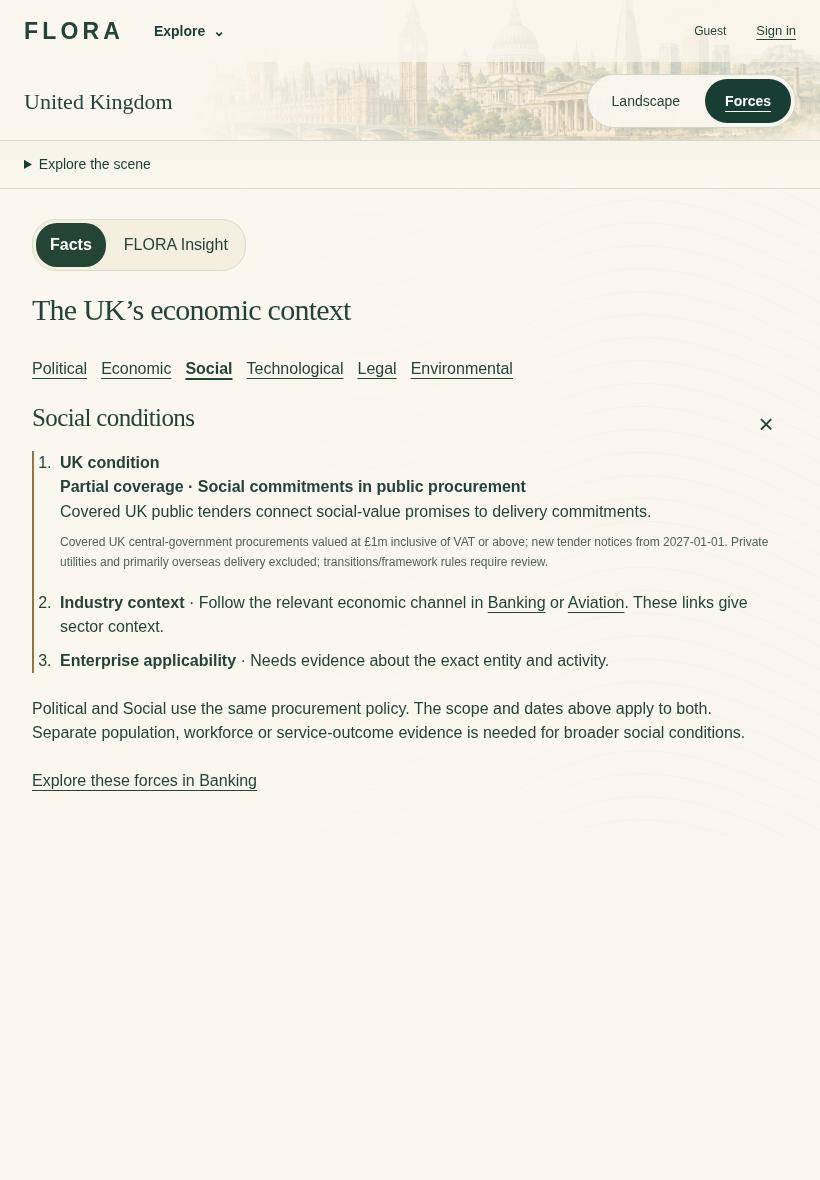 FLORA
Explore
Guest
Sign in
United Kingdom
Landscape
Forces
Explore the scene
Facts
FLORA Insight
The UK’s economic context
Political Economic Social Technological Legal Environmental
Social conditions
1. UK condition
Partial coverage · Social commitments in public procurement
Covered UK public tenders connect social-value promises to delivery commitments.
Covered UK central-government procurements valued at £1m inclusive of VAT or above; new tender notices from 2027-01-01. Private
utilities and primarily overseas delivery excluded; transitions/framework rules require review.
2. Industry context · Follow the relevant economic channel in Banking or Aviation. These links give
sector context.
3. Enterprise applicability · Needs evidence about the exact entity and activity.
Political and Social use the same procurement policy. The scope and dates above apply to both.
Separate population, workforce or service-outcome evidence is needed for broader social conditions.
Explore these forces in Banking